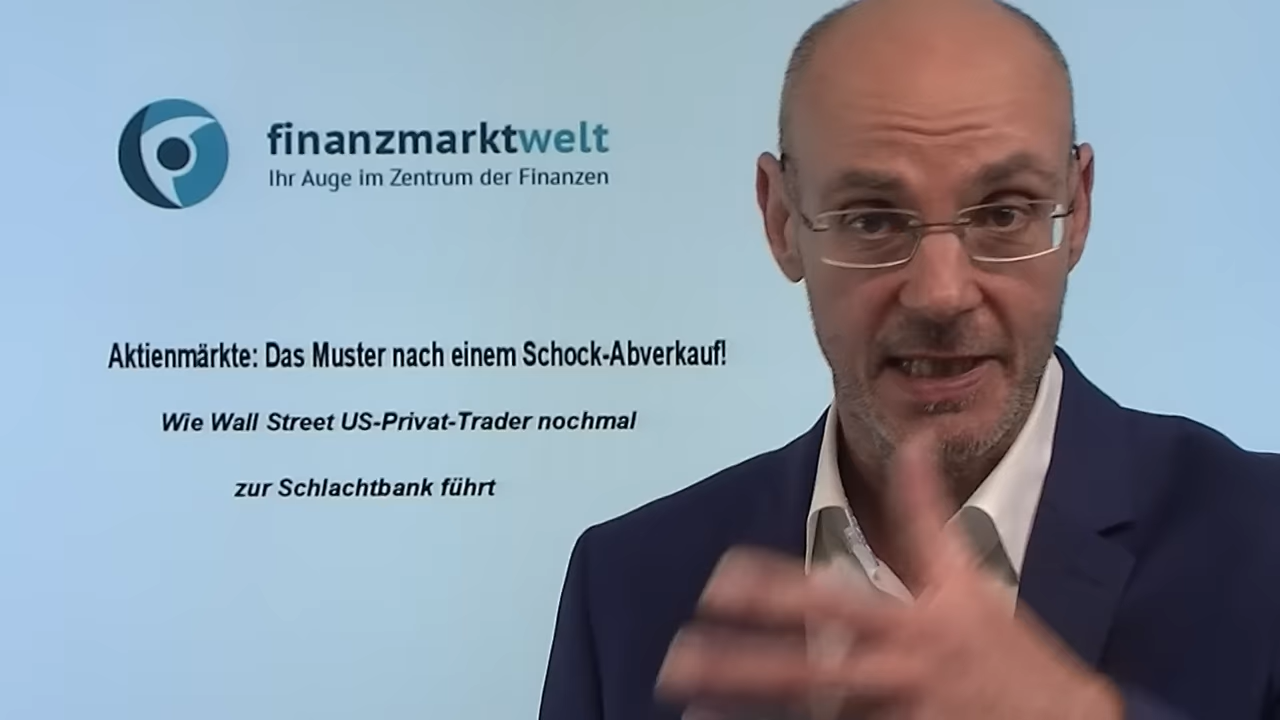 finanzmarktwelt
Ihr Auge im Zentrum der Finanzen
Aktienmärkte: Das Muster nach einem Schock-Abverkauf!
Wie Wall Street US-Privat-Trader nochmal
zur Schlachtbank führt